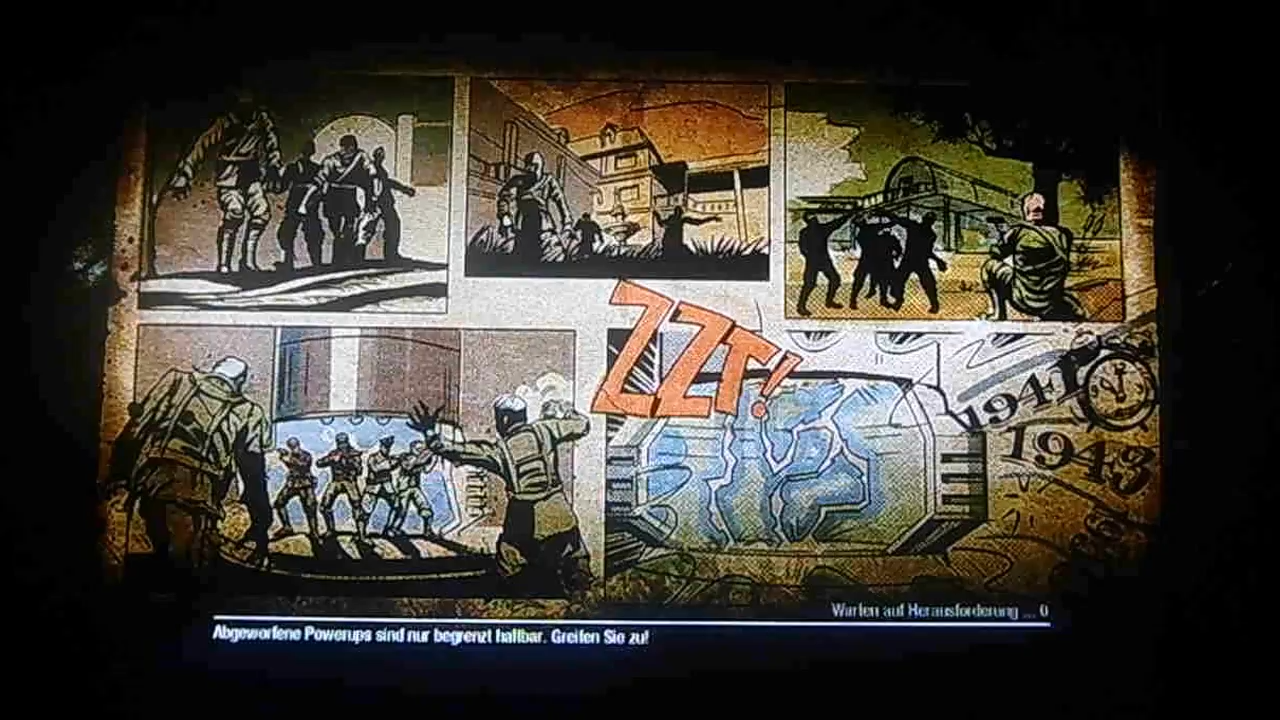 ZZT!
1941
1943
Warten auf Herausforderung ... 0
Abgeworfene Powerups sind nur begrenzt haltbar. Greifen Sie zu!